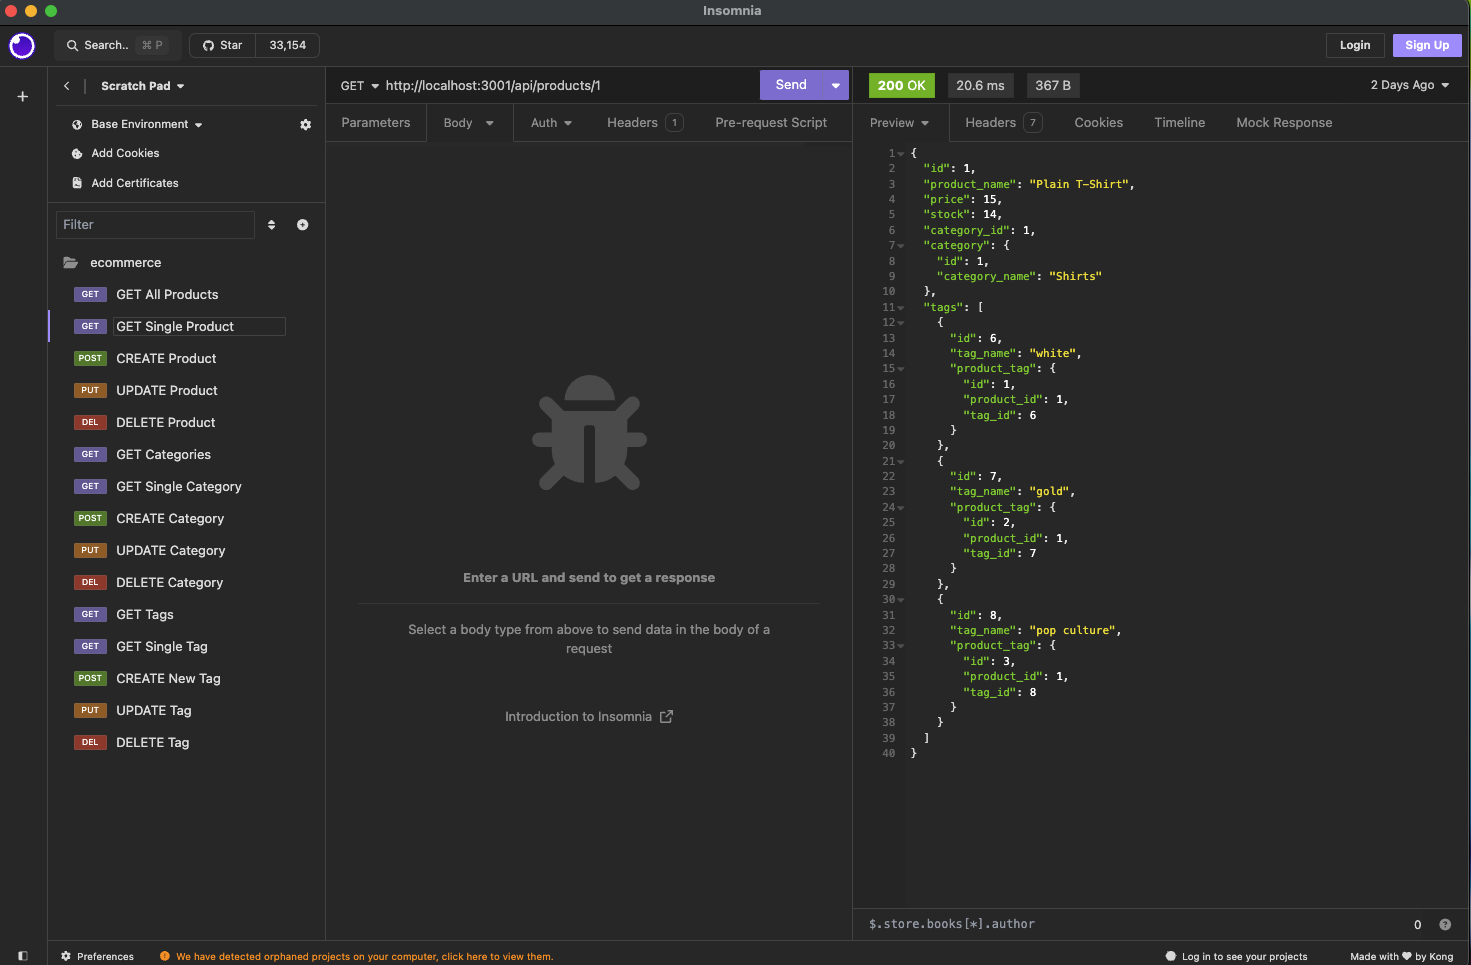 Insomnia
Search.. ⌘ P
Star 33,154
Login
Sign Up
Scratch Pad
GET http://localhost:3001/api/products/1
Send
200 OK 20.6 ms 367 B
2 Days Ago
Base Environment
Add Cookies
Add Certificates
Filter
ecommerce
GET GET All Products
GET GET Single Product
POST CREATE Product
PUT UPDATE Product
DEL DELETE Product
GET GET Categories
GET GET Single Category
POST CREATE Category
PUT UPDATE Category
DEL DELETE Category
GET GET Tags
GET GET Single Tag
POST CREATE New Tag
PUT UPDATE Tag
DEL DELETE Tag
Parameters Body Auth Headers 1 Pre-request Script
Enter a URL and send to get a response
Select a body type from above to send data in the body of a
request
Introduction to Insomnia
Preview Headers 7 Cookies Timeline Mock Response
1 {
2 "id": 1,
3 "product_name": "Plain T-Shirt",
4 "price": 15,
5 "stock": 14,
6 "category_id": 1,
7 "category": {
8 "id": 1,
9 "category_name": "Shirts"
10 },
11 "tags": [
12 {
13 "id": 6,
14 "tag_name": "white",
15 "product_tag": {
16 "id": 1,
17 "product_id": 1,
18 "tag_id": 6
19 }
20 },
21 {
22 "id": 7,
23 "tag_name": "gold",
24 "product_tag": {
25 "id": 2,
26 "product_id": 1,
27 "tag_id": 7
28 }
29 },
30 {
31 "id": 8,
32 "tag_name": "pop culture",
33 "product_tag": {
34 "id": 3,
35 "product_id": 1,
36 "tag_id": 8
37 }
38 }
39 ]
40 }
$.store.books[*].author 0
Preferences
We have detected orphaned projects on your computer, click here to view them.
Log in to see your projects
Made with ♥ by Kong